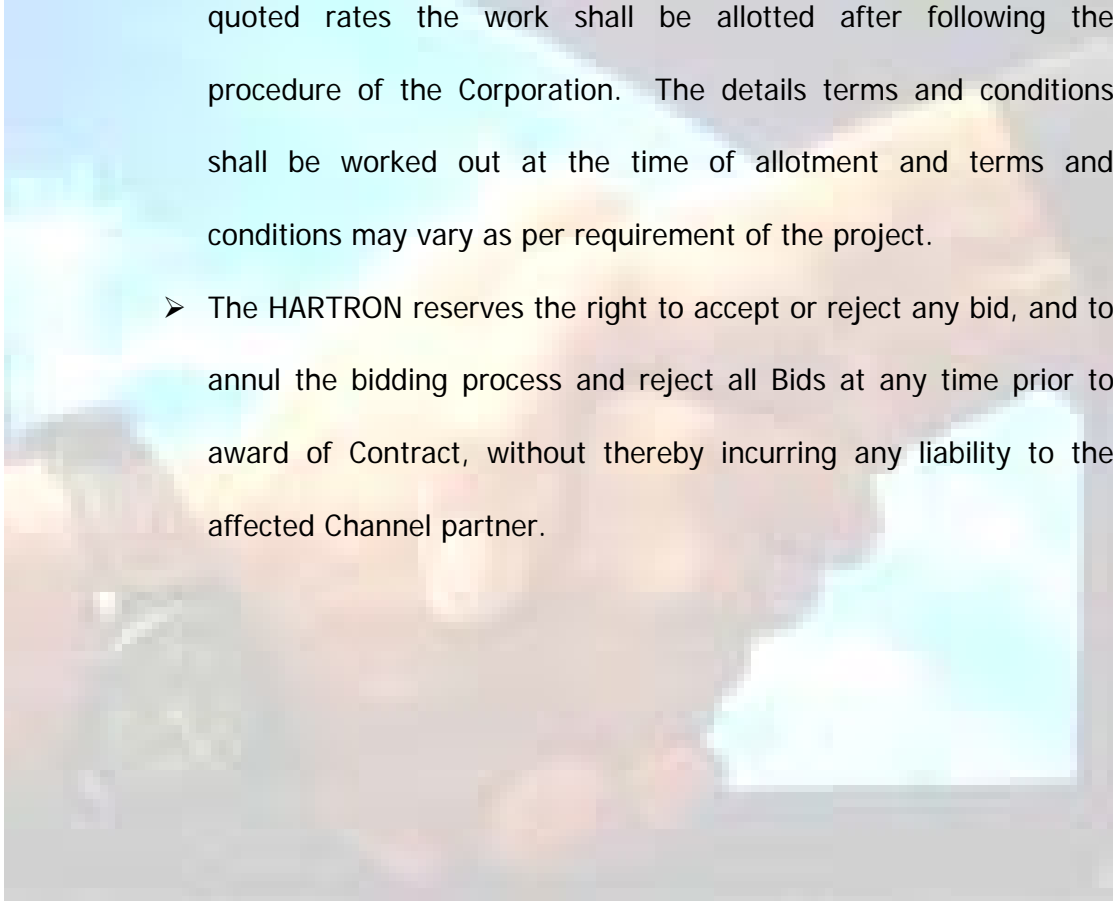 quoted rates the work shall be allotted after following the
procedure of the Corporation. The details terms and conditions
shall be worked out at the time of allotment and terms and
conditions may vary as per requirement of the project.
➢ The HARTRON reserves the right to accept or reject any bid, and to
annul the bidding process and reject all Bids at any time prior to
award of Contract, without thereby incurring any liability to the
affected Channel partner.